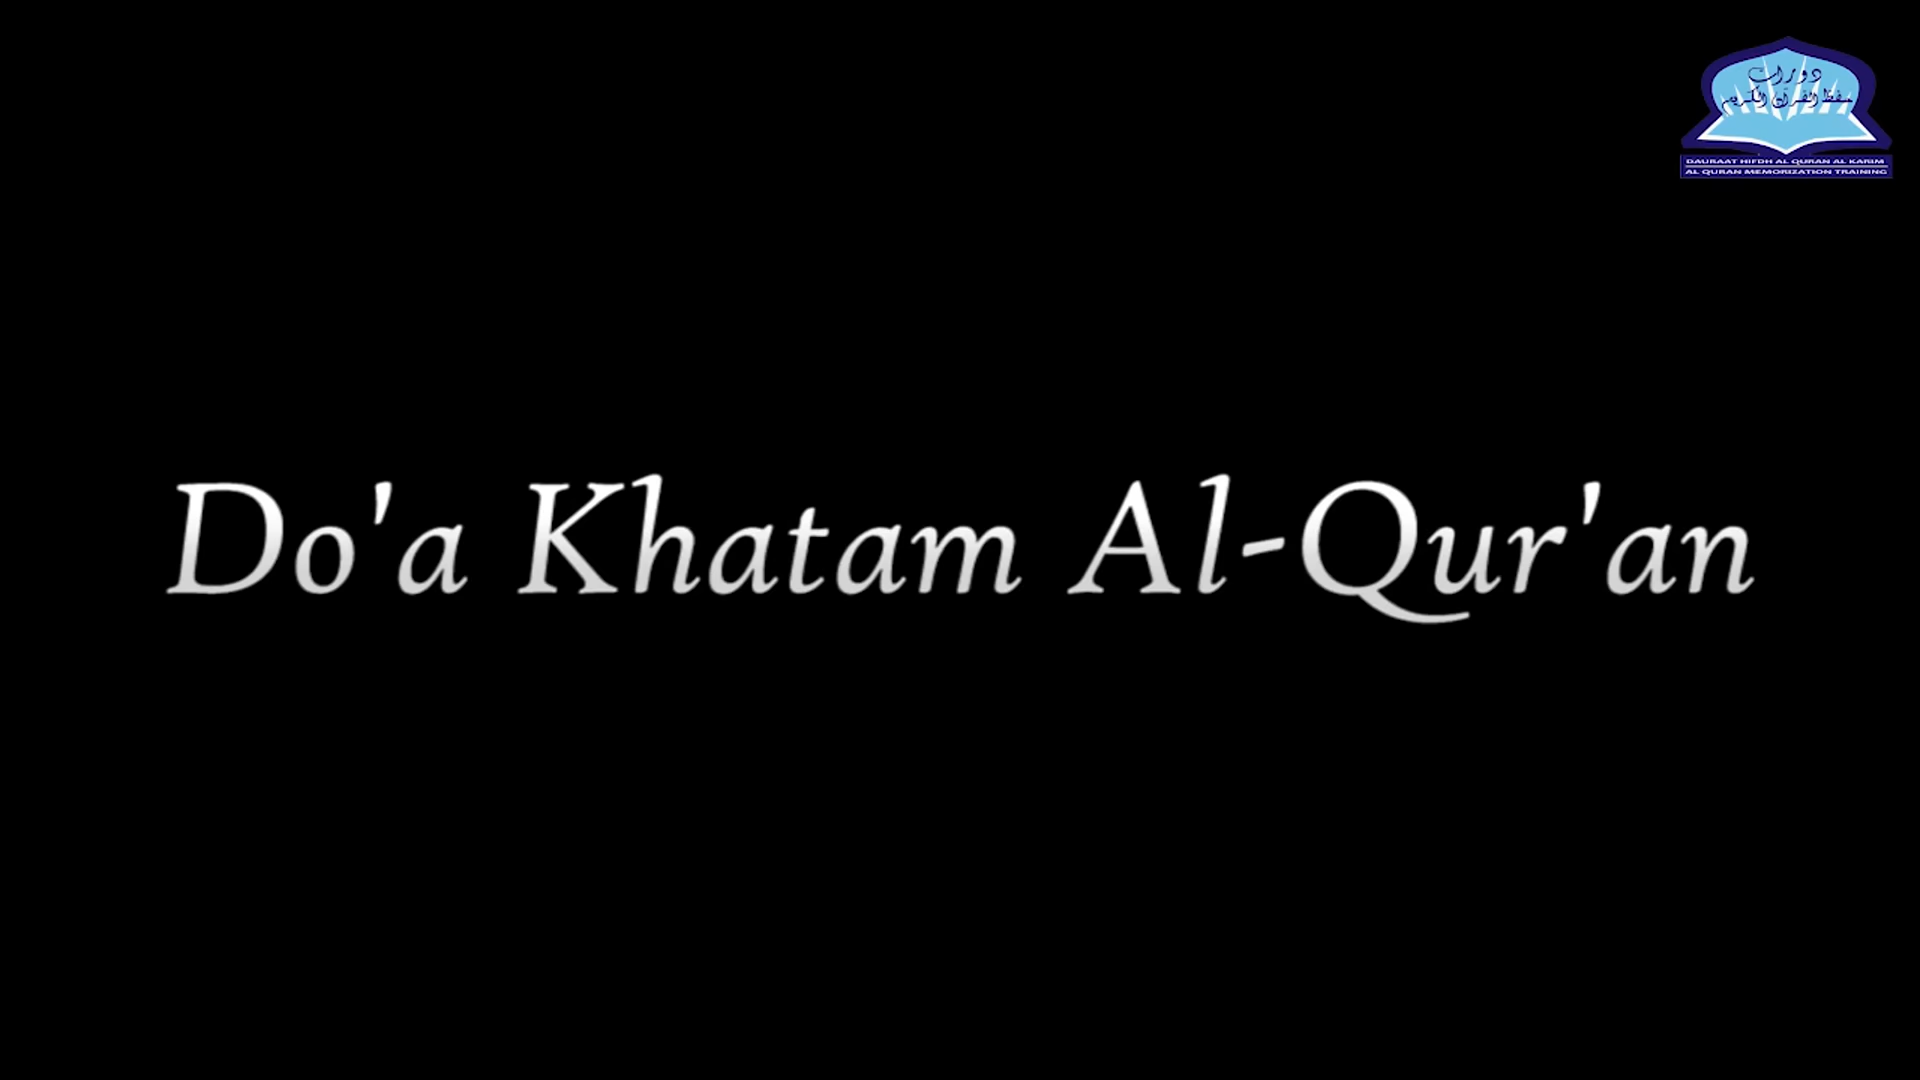 دورات
حفظ القرآن الكريم
DAURAAT HIFDH AL QURAN AL KARIM
AL QURAN MEMORIZATION TRAINING
Do'a Khatam Al-Qur'an